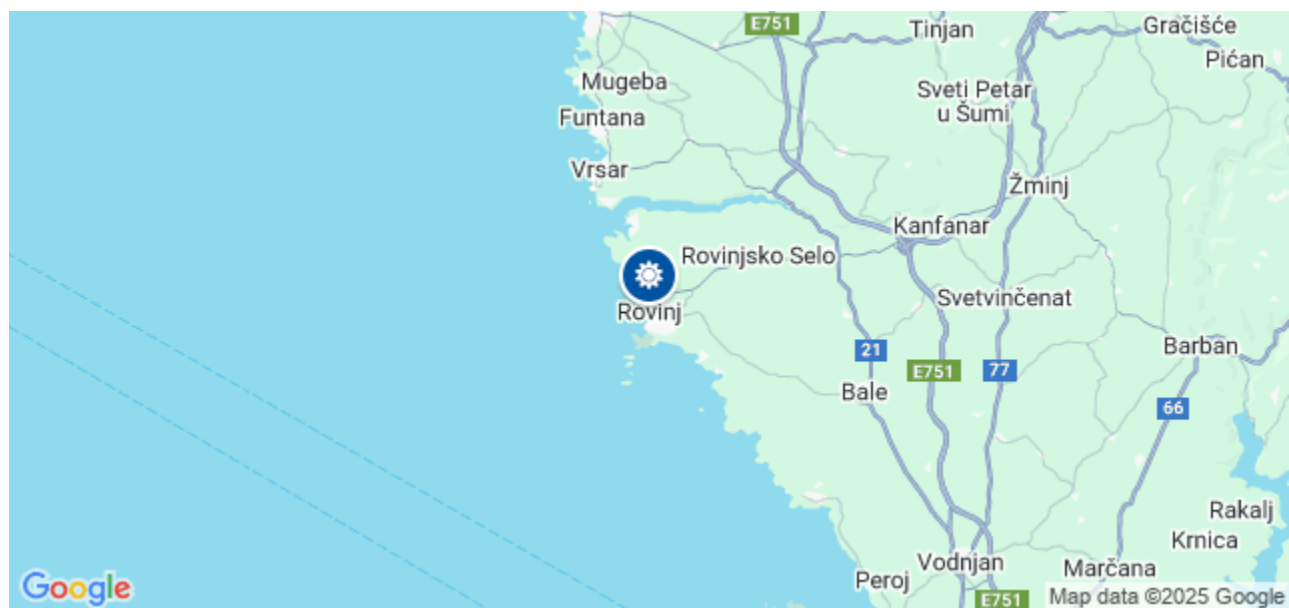 E751
Tinjan
Gračišće
Pićan
Mugeba
Sveti Petar
u Šumi
Funtana
Vrsar
Žminj
Kanfanar
Rovinjsko Selo
Svetvinčenat
Rovinj
21
Barban
E751
77
Bale
66
Rakalj
Krnica
Vodnjan
Marčana
Peroj
Google
E751
Map data ©2025 Google